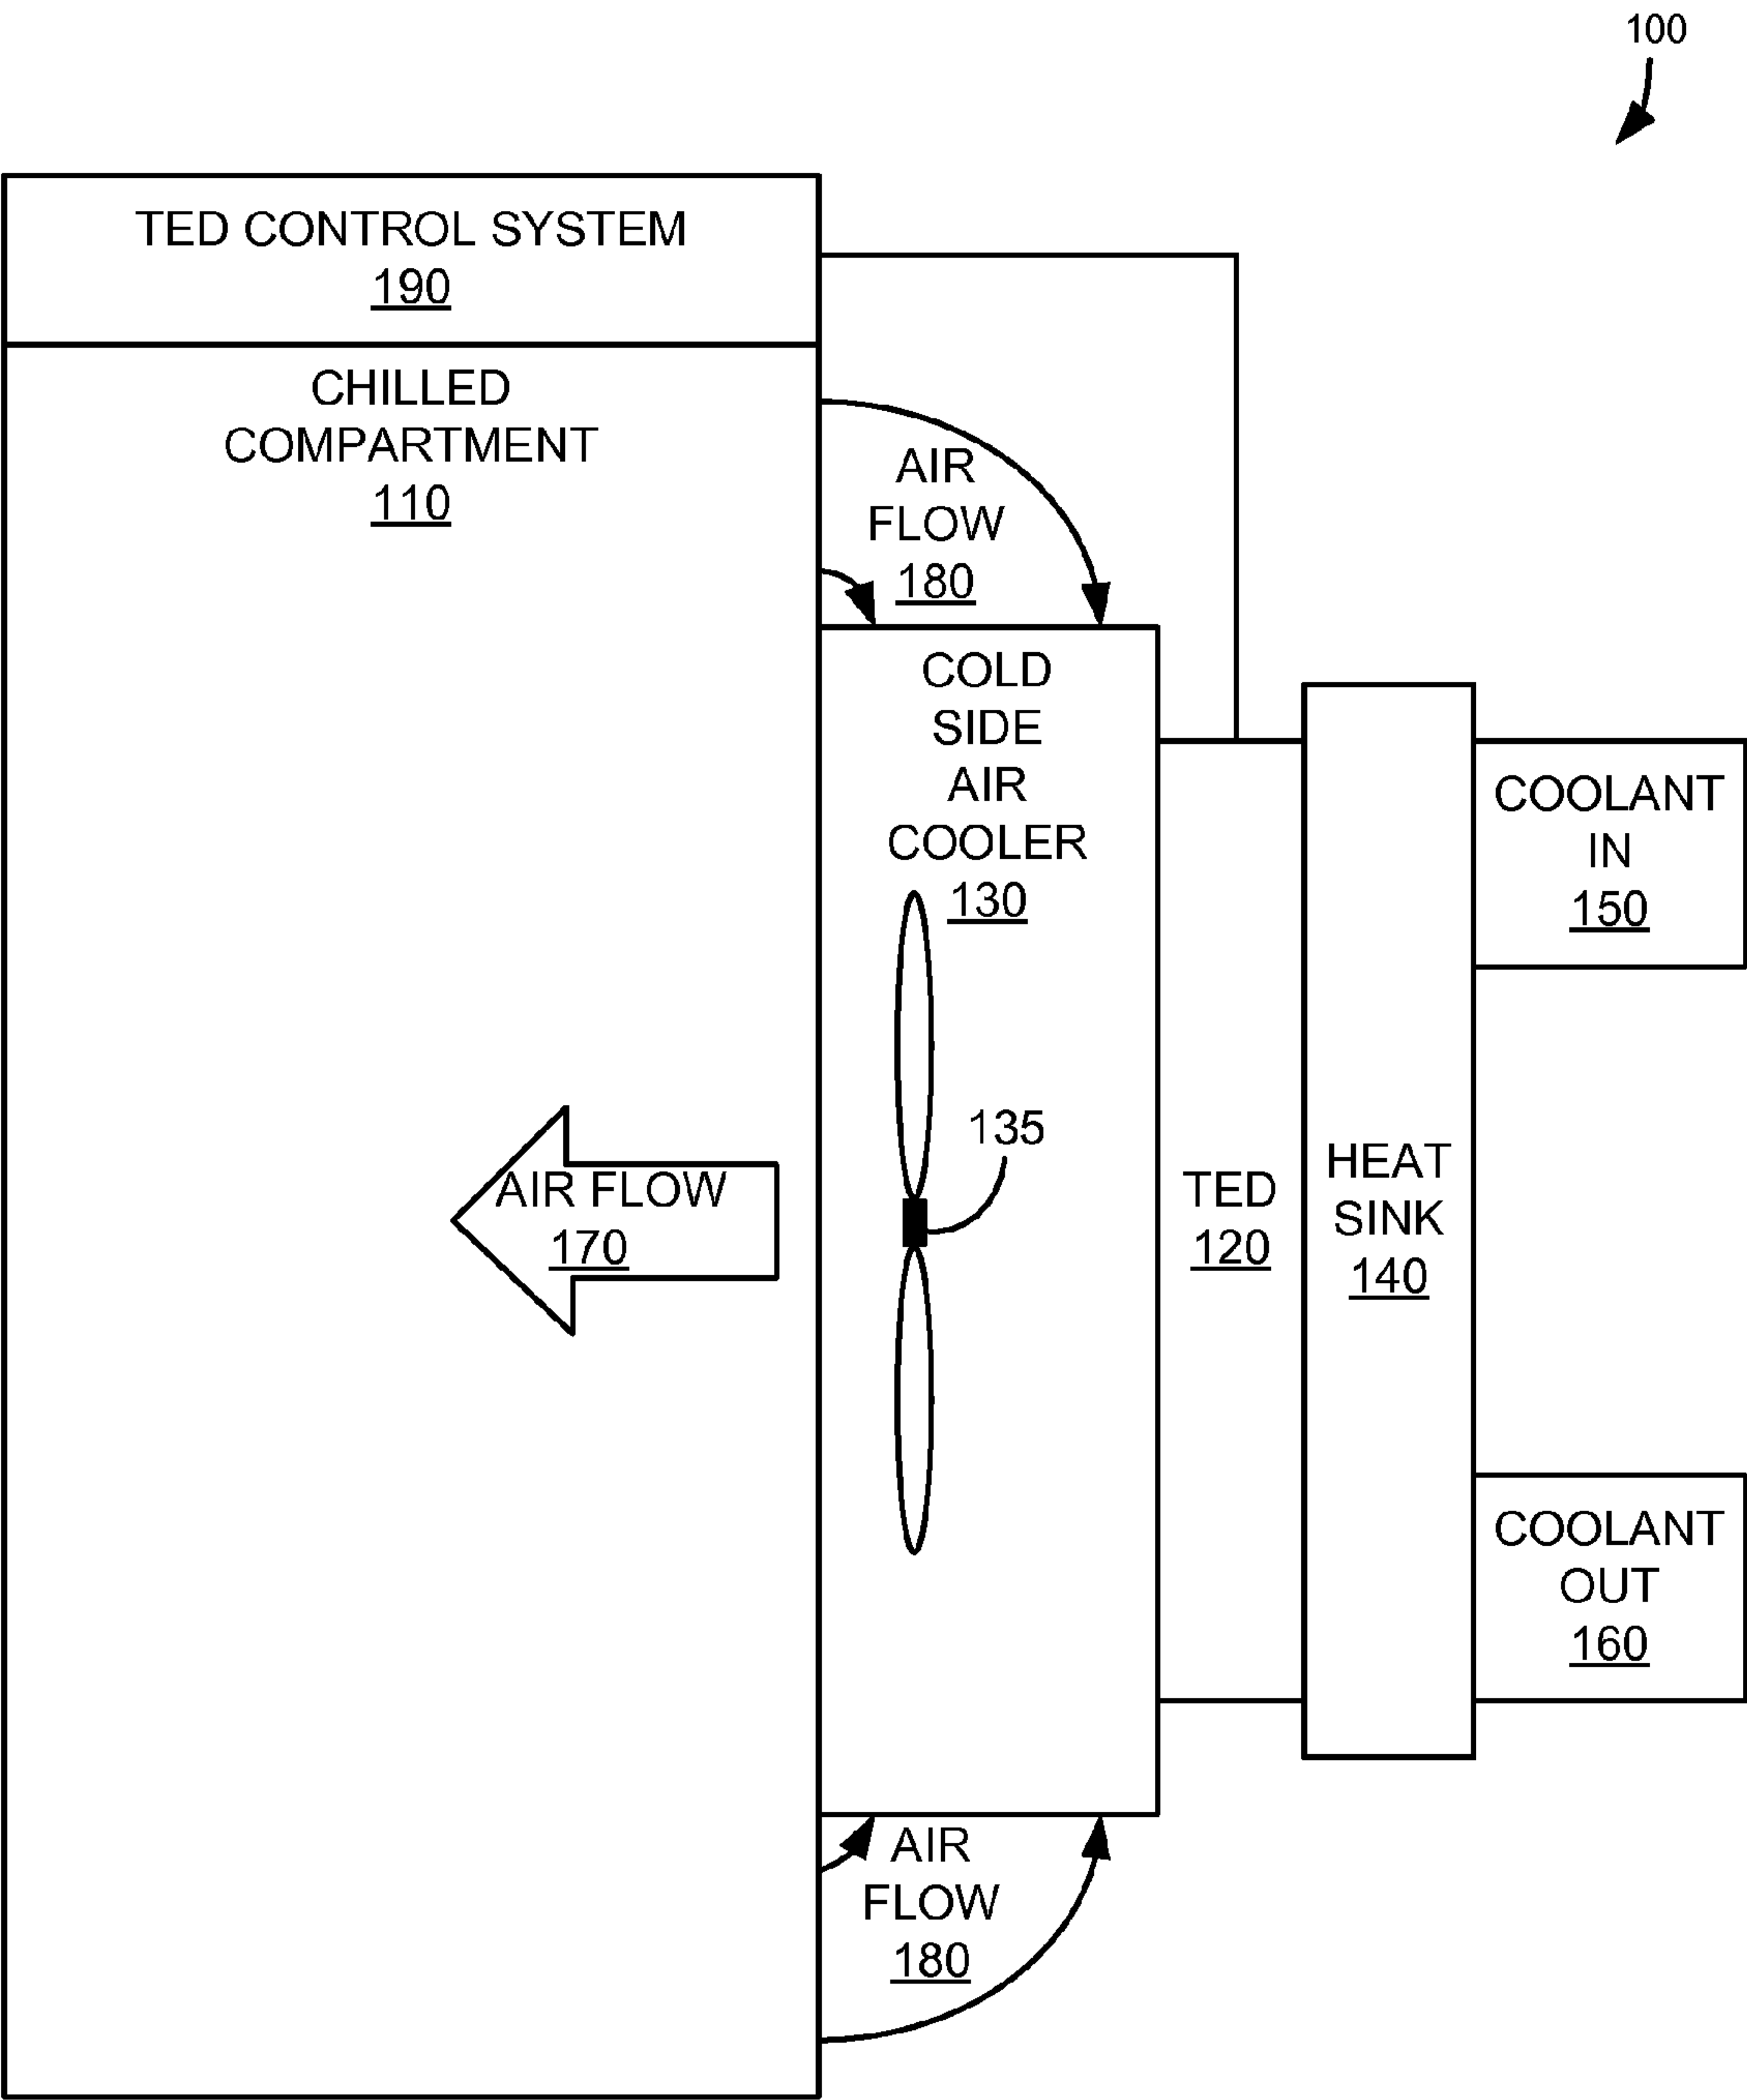 100
TED CONTROL SYSTEM
190
CHILLED
COMPARTMENT
110
AIR
FLOW
180
COLD
SIDE
AIR
COOLER
130
COOLANT
IN
150
135
AIR FLOW
170
TED
120
HEAT
SINK
140
COOLANT
OUT
160
AIR
FLOW
180